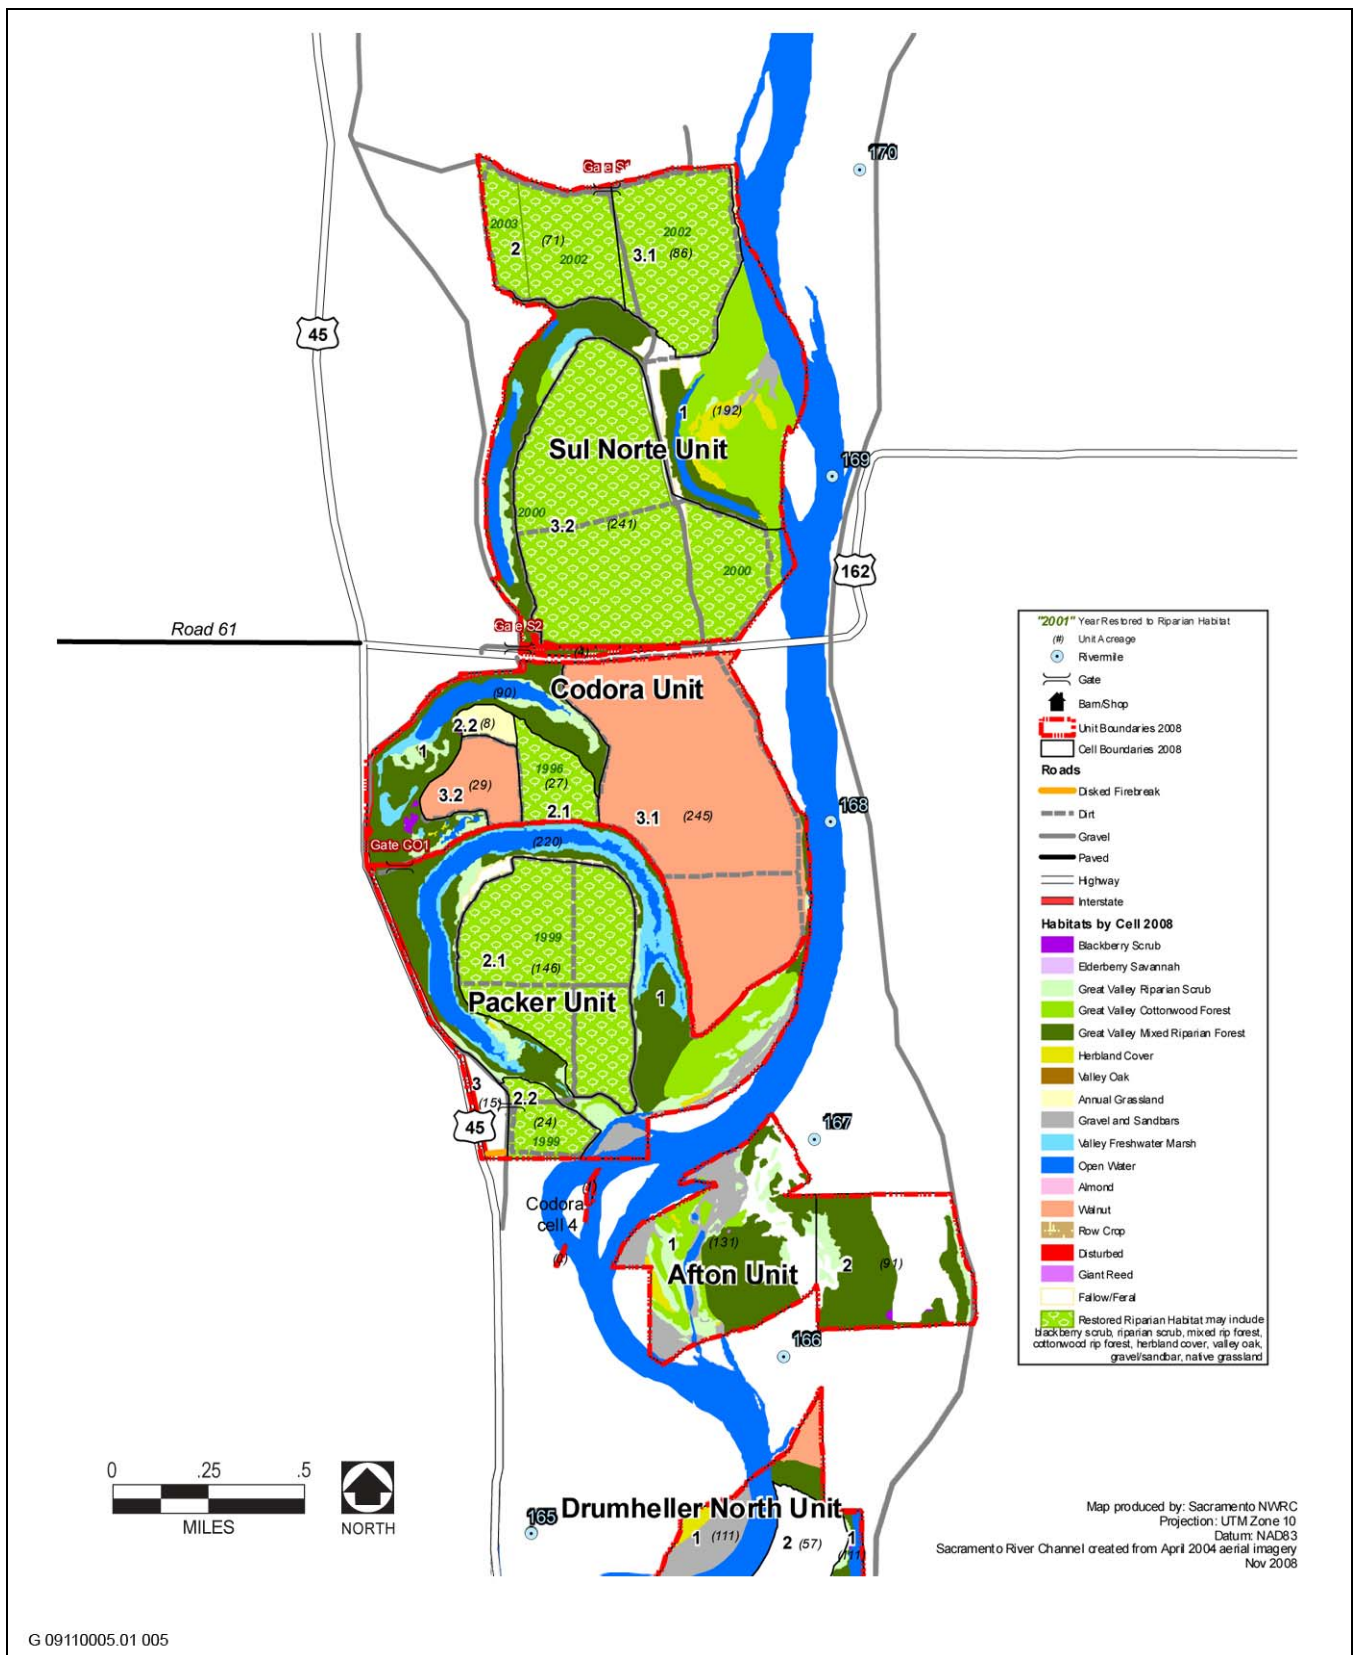 170
Gate S1
2003
2
(71)
2002
2002
3.1
(86)
45
1
(192)
Sul Norte Unit
169
2000
3.2
(241)
2000
162
Road 61
Gate S2
(4)
Codora Unit
(90)
2.2
(8)
1
1996
(27)
(29)
3.2
2.1
3.1
(245)
168
Gate CO1
(220)
1999
2.1
(146)
Packer Unit
1
3
(15)
2.2
45
(24)
1999
167
Codora
cell 4
1
(131)
2
(91)
Afton Unit
166
165
Drumheller North Unit
1
(111)
2
(57)
1
(111)
"2001" Year Restored to Riparian Habitat
(#) Unit Acreage
Rivermile
Gate
Barn/Shop
Unit Boundaries 2008
Cell Boundaries 2008
Roads
Disked Firebreak
Dirt
Gravel
Paved
Highway
Interstate
Habitats by Cell 2008
Blackberry Scrub
Elderberry Savannah
Great Valley Riparian Scrub
Great Valley Cottonwood Forest
Great Valley Mixed Riparian Forest
Herbland Cover
Valley Oak
Annual Grassland
Gravel and Sandbars
Valley Freshwater Marsh
Open Water
Almond
Walnut
Row Crop
Disturbed
Giant Reed
Fallow/Feral
Restored Riparian Habitat may include
blackberry scrub, riparian scrub, mixed rip forest,
cottonwood rip forest, herbland cover, valley oak,
gravel/sandbar, native grassland
0 .25 .5
MILES
NORTH
Map produced by: Sacramento NWRC
Projection: UTM Zone 10
Datum: NAD83
Sacramento River Channel created from April 2004 aerial imagery
Nov 2008
G 09110005.01 005